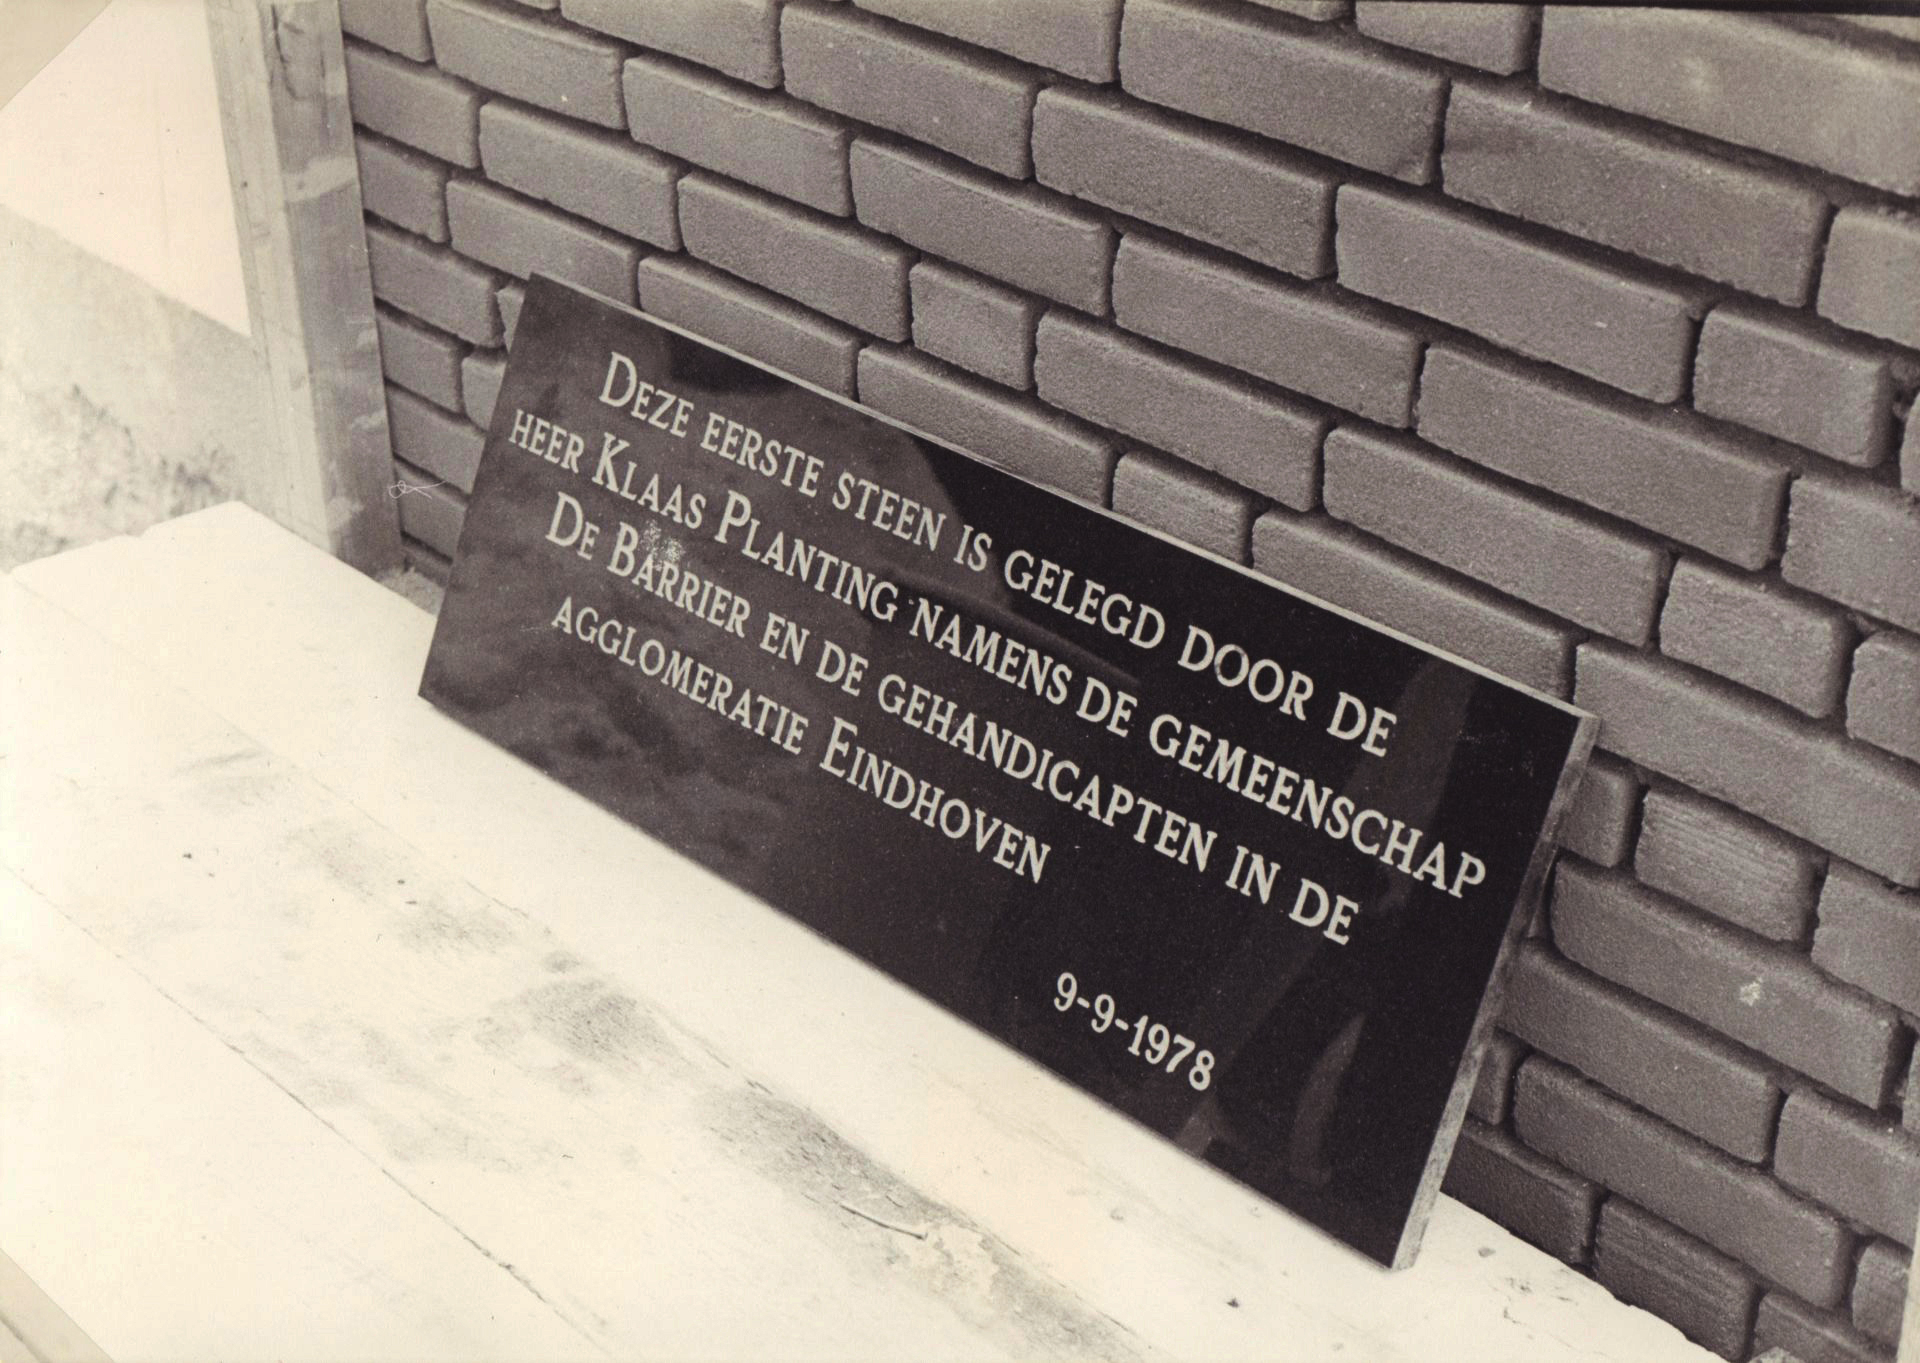 Deze eerste steen is gelegd door de
heer Klaas Planting namens de gemeenschap
De Barrier en de gehandicapten in de
agglomeratie Eindhoven
9-9-1978